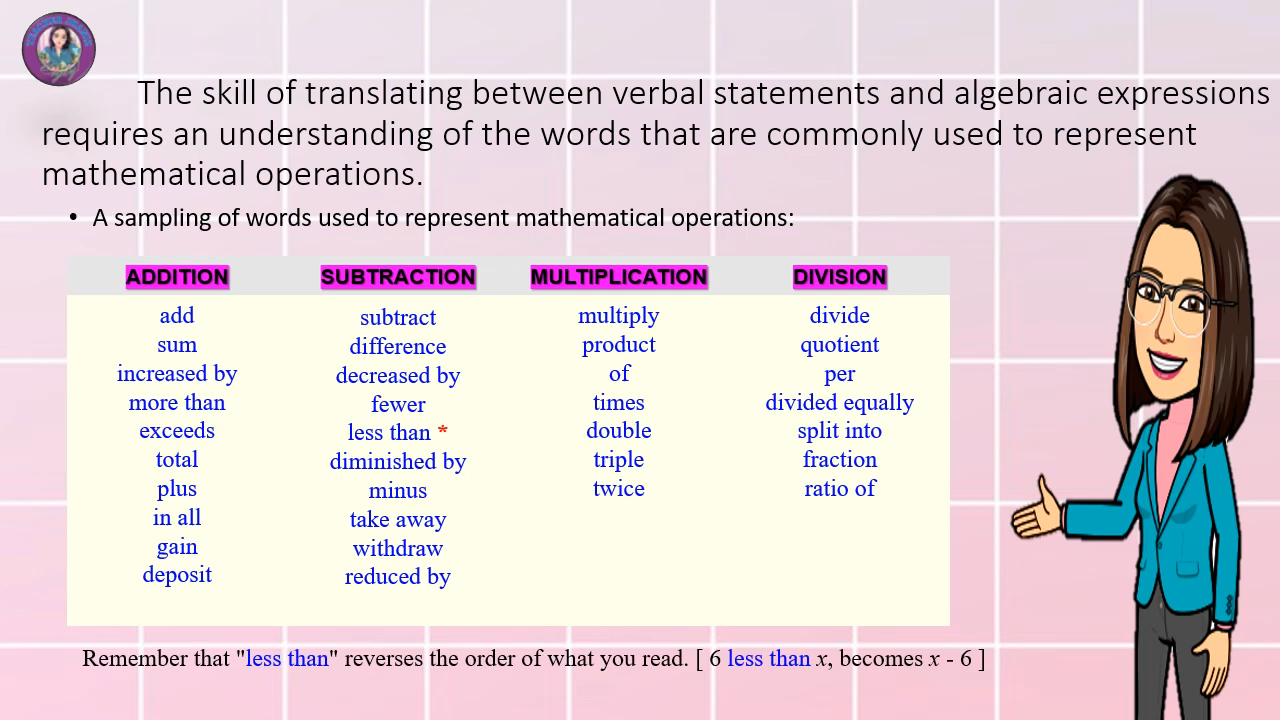 The skill of translating between verbal statements and algebraic expressions
requires an understanding of the words that are commonly used to represent
mathematical operations.
• A sampling of words used to represent mathematical operations:
ADDITION SUBTRACTION MULTIPLICATION DIVISION
add subtract multiply divide
sum difference product quotient
increased by decreased by of per
more than fewer times divided equally
exceeds less than * double split into
total diminished by triple fraction
plus minus twice ratio of
in all take away
gain withdraw
deposit reduced by
Remember that "less than" reverses the order of what you read. [ 6 less than x, becomes x - 6 ]